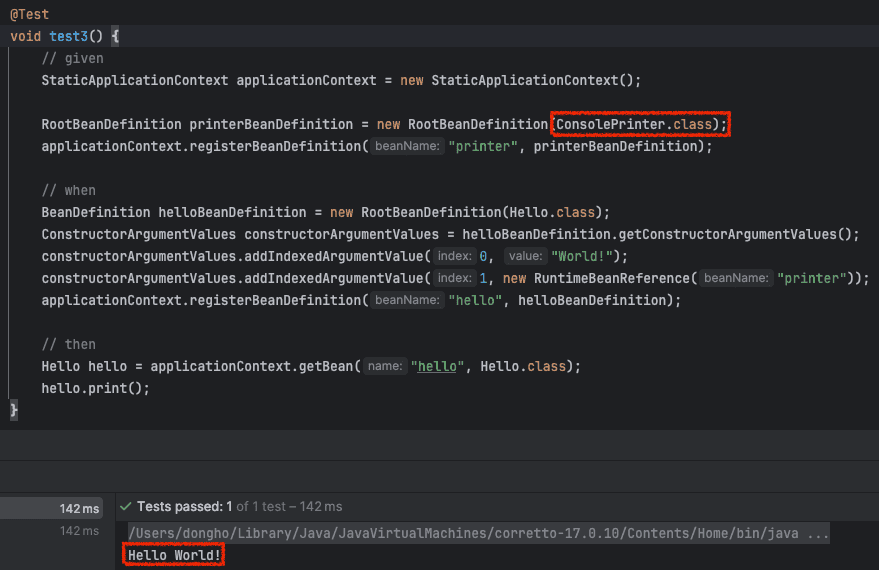 @Test
void test3() {
// given
StaticApplicationContext applicationContext = new StaticApplicationContext();
RootBeanDefinition printerBeanDefinition = new RootBeanDefinition(ConsolePrinter.class);
applicationContext.registerBeanDefinition( beanName: "printer", printerBeanDefinition);
// when
BeanDefinition helloBeanDefinition = new RootBeanDefinition(Hello.class);
ConstructorArgumentValues constructorArgumentValues = helloBeanDefinition.getConstructorArgumentValues();
constructorArgumentValues.addIndexedArgumentValue( index: 0, value: "World!");
constructorArgumentValues.addIndexedArgumentValue( index: 1, new RuntimeBeanReference( beanName: "printer"));
applicationContext.registerBeanDefinition( beanName: "hello", helloBeanDefinition);
// then
Hello hello = applicationContext.getBean( name: "hello", Hello.class);
hello.print();
}
142 ms
Tests passed: 1 of 1 test – 142 ms
142 ms
/Users/dongho/Library/Java/JavaVirtualMachines/corretto-17.0.10/Contents/Home/bin/java ...
Hello World!